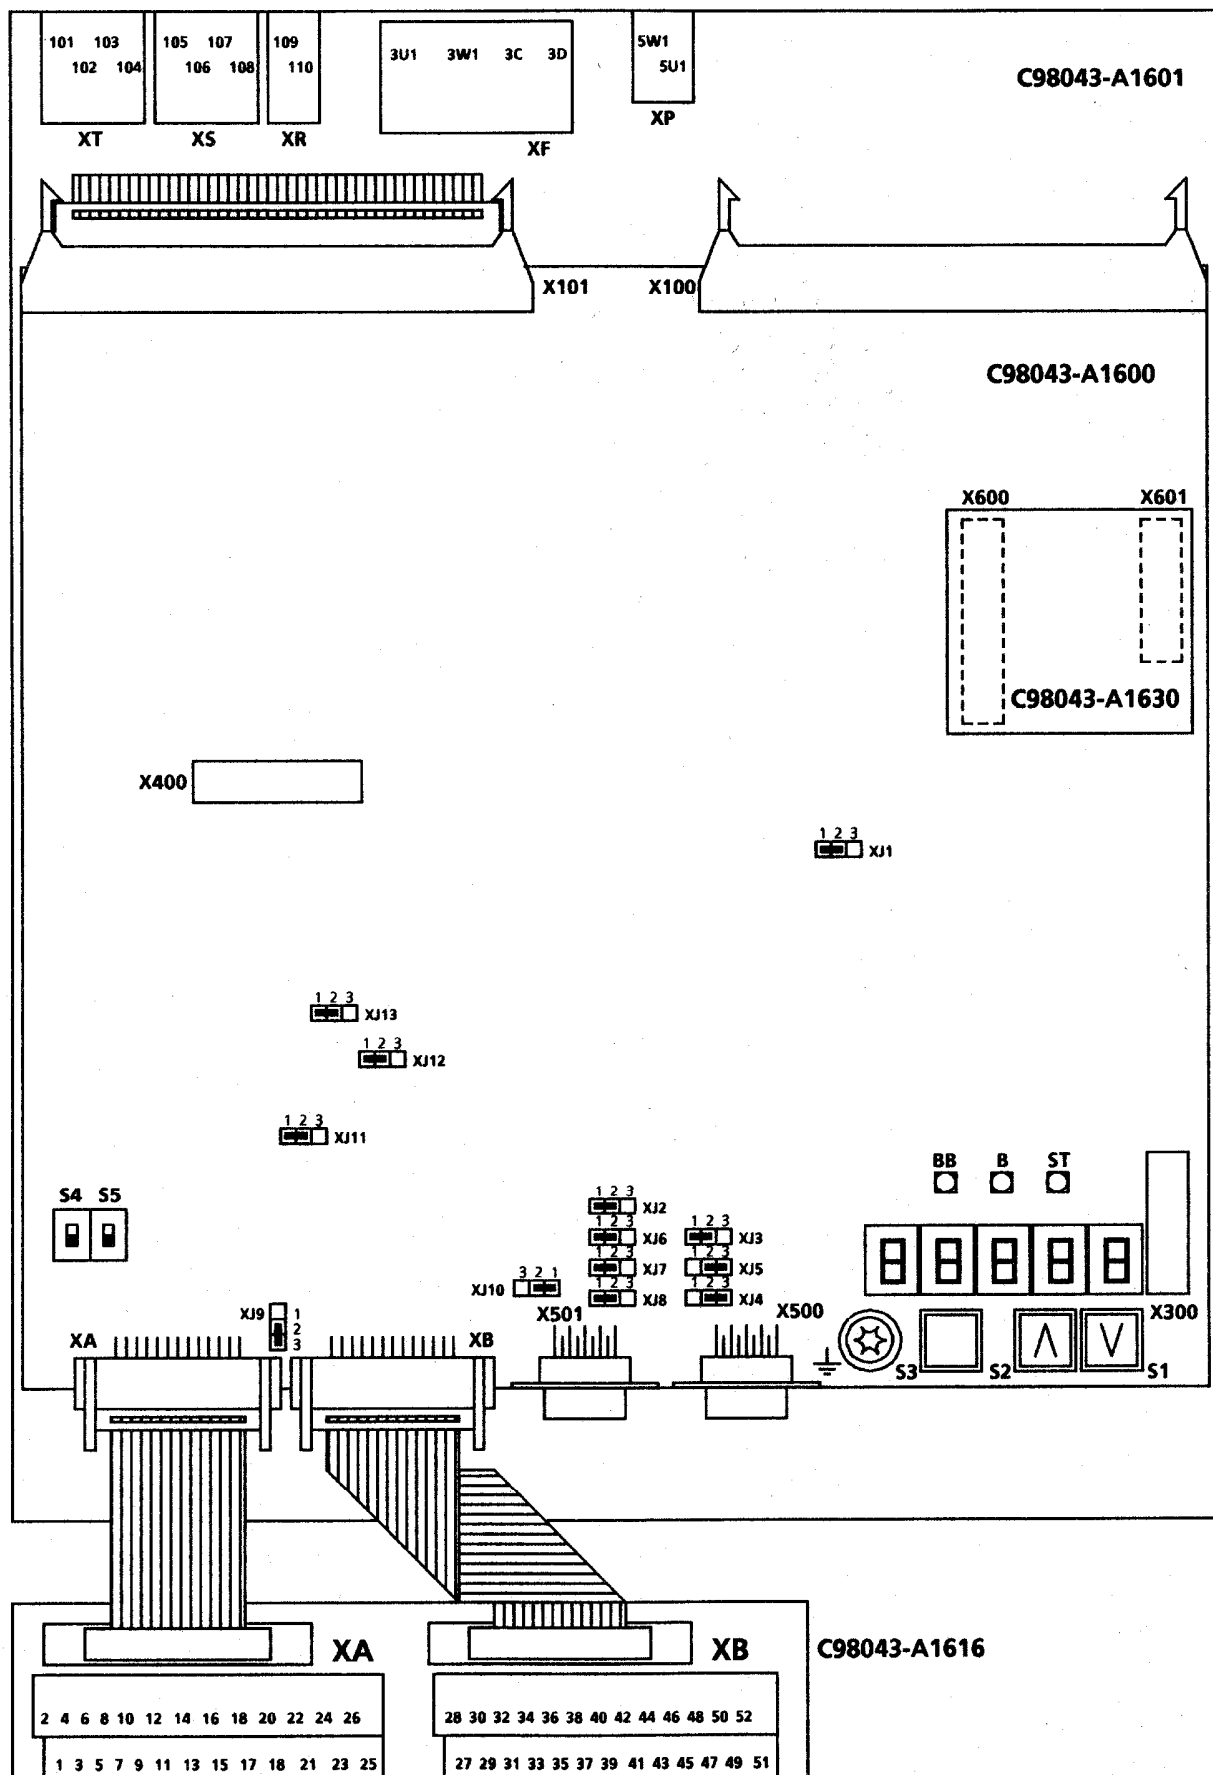 101 103
102 104
105 107
106 108
109
110
3U1 3W1 3C 3D
5W1
5U1
C98043-A1601
XT XS XR XF XP
X101 X100
C98043-A1600
X600 X601
C98043-A1630
X400
1 2 3
XJ1
1 2 3
XJ13
1 2 3
XJ12
1 2 3
XJ11
BB B ST
S4 S5
1 2 3
XJ2
1 2 3
XJ6
1 2 3
XJ3
1 2 3
XJ7
1 2 3
XJ5
3 2 1
XJ10
1 2 3
XJ8
1 2 3
XJ4
XJ9 1
2
3
X501 X500 X300
XA XB
S3 S2 S1
XA XB C98043-A1616
2 4 6 8 10 12 14 16 18 20 22 24 26
28 30 32 34 36 38 40 42 44 46 48 50 52
1 3 5 7 9 11 13 15 17 18 21 23 25
27 29 31 33 35 37 39 41 43 45 47 49 51